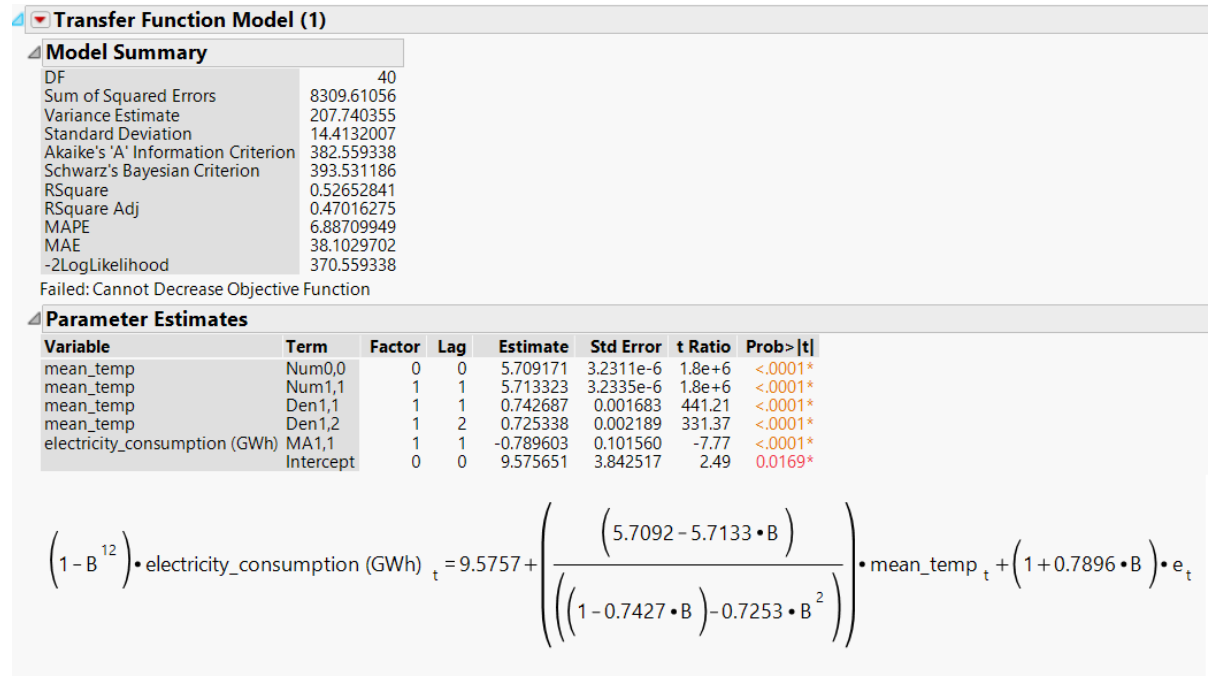 Transfer Function Model (1)
Model Summary
DF 40
Sum of Squared Errors 8309.61056
Variance Estimate 207.740355
Standard Deviation 14.4132007
Akaike's 'A' Information Criterion 382.559338
Schwarz's Bayesian Criterion 393.531186
RSquare 0.52652841
RSquare Adj 0.47016275
MAPE 6.88709949
MAE 38.1029702
-2LogLikelihood 370.559338
Failed: Cannot Decrease Objective Function
Parameter Estimates
Variable Term Factor Lag Estimate Std Error t Ratio Prob>|t|
mean_temp Num0,0 0 0 5.709171 3.2311e-6 1.8e+6 <.0001*
mean_temp Num1,1 1 1 5.713323 3.2335e-6 1.8e+6 <.0001*
mean_temp Den1,1 1 1 0.742687 0.001683 441.21 <.0001*
mean_temp Den1,2 1 2 0.725338 0.002189 331.37 <.0001*
electricity_consumption (GWh) MA1,1 1 1 -0.789603 0.101560 -7.77 <.0001*
Intercept 0 0 9.575651 3.842517 2.49 0.0169*
(1 - B^12) • electricity_consumption (GWh)_t = 9.5757 + ((5.7092 - 5.7133 • B) / (((1 - 0.7427 • B) - 0.7253 • B^2))) • mean_temp_t + (1 + 0.7896 • B) • e_t